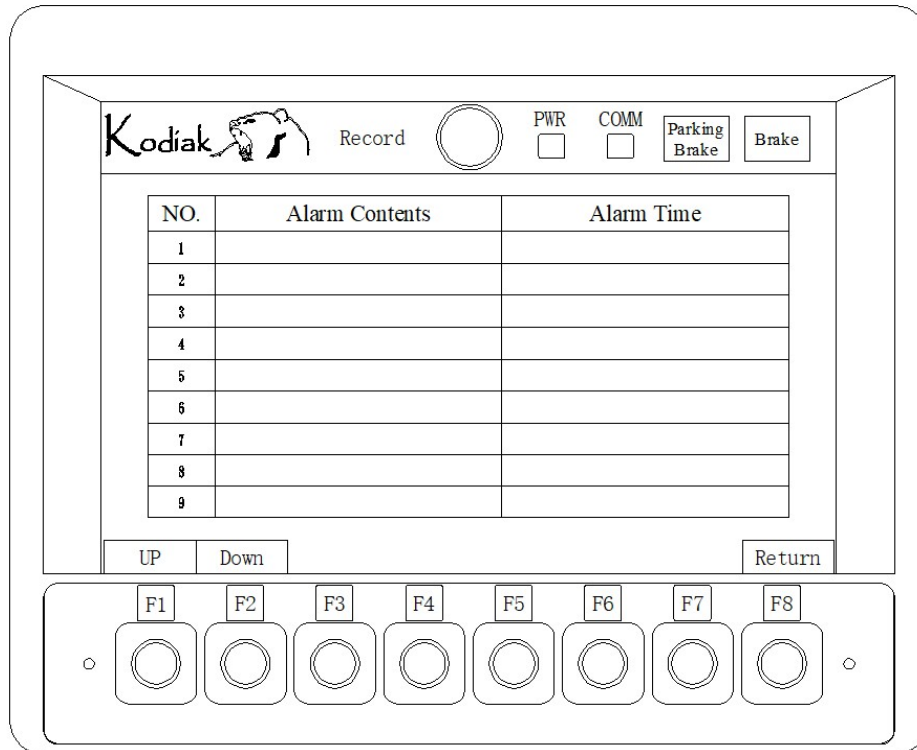 Kodiak Record PWR COMM Parking Brake Brake
NO. Alarm Contents Alarm Time
1
2
3
4
5
6
7
8
9
UP Down Return
F1 F2 F3 F4 F5 F6 F7 F8